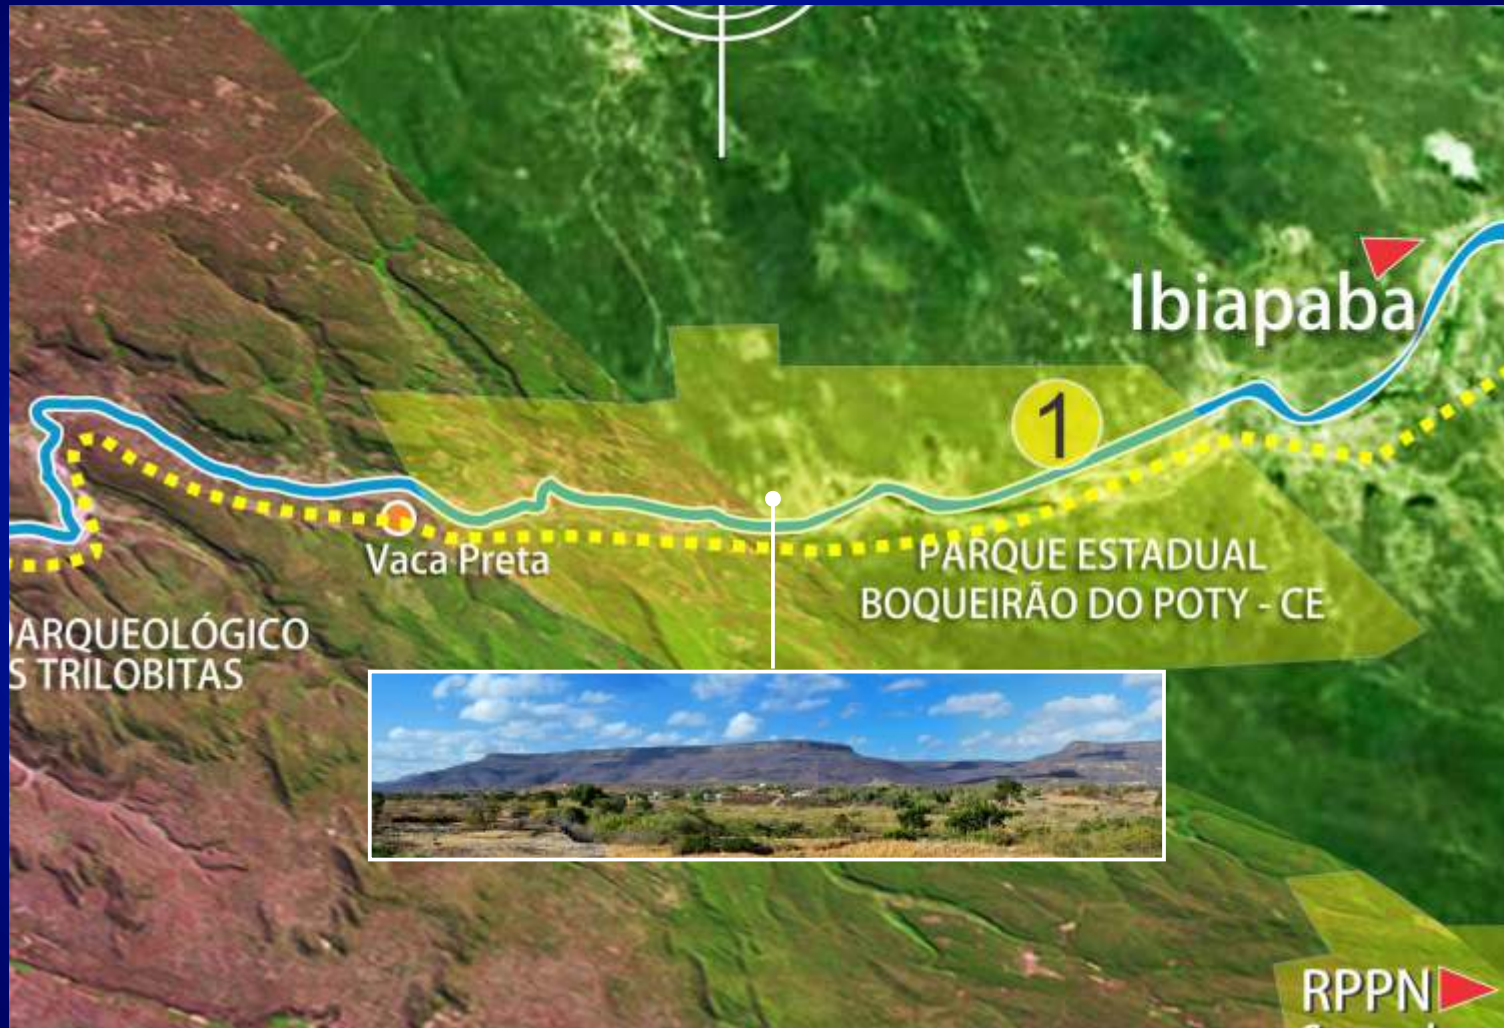 Ibiapaba
1
Vaca Preta
PARQUE ESTADUAL
BOQUEIRÃO DO POTY - CE
ARQUEOLÓGICO
S TRILOBITAS
RPPN